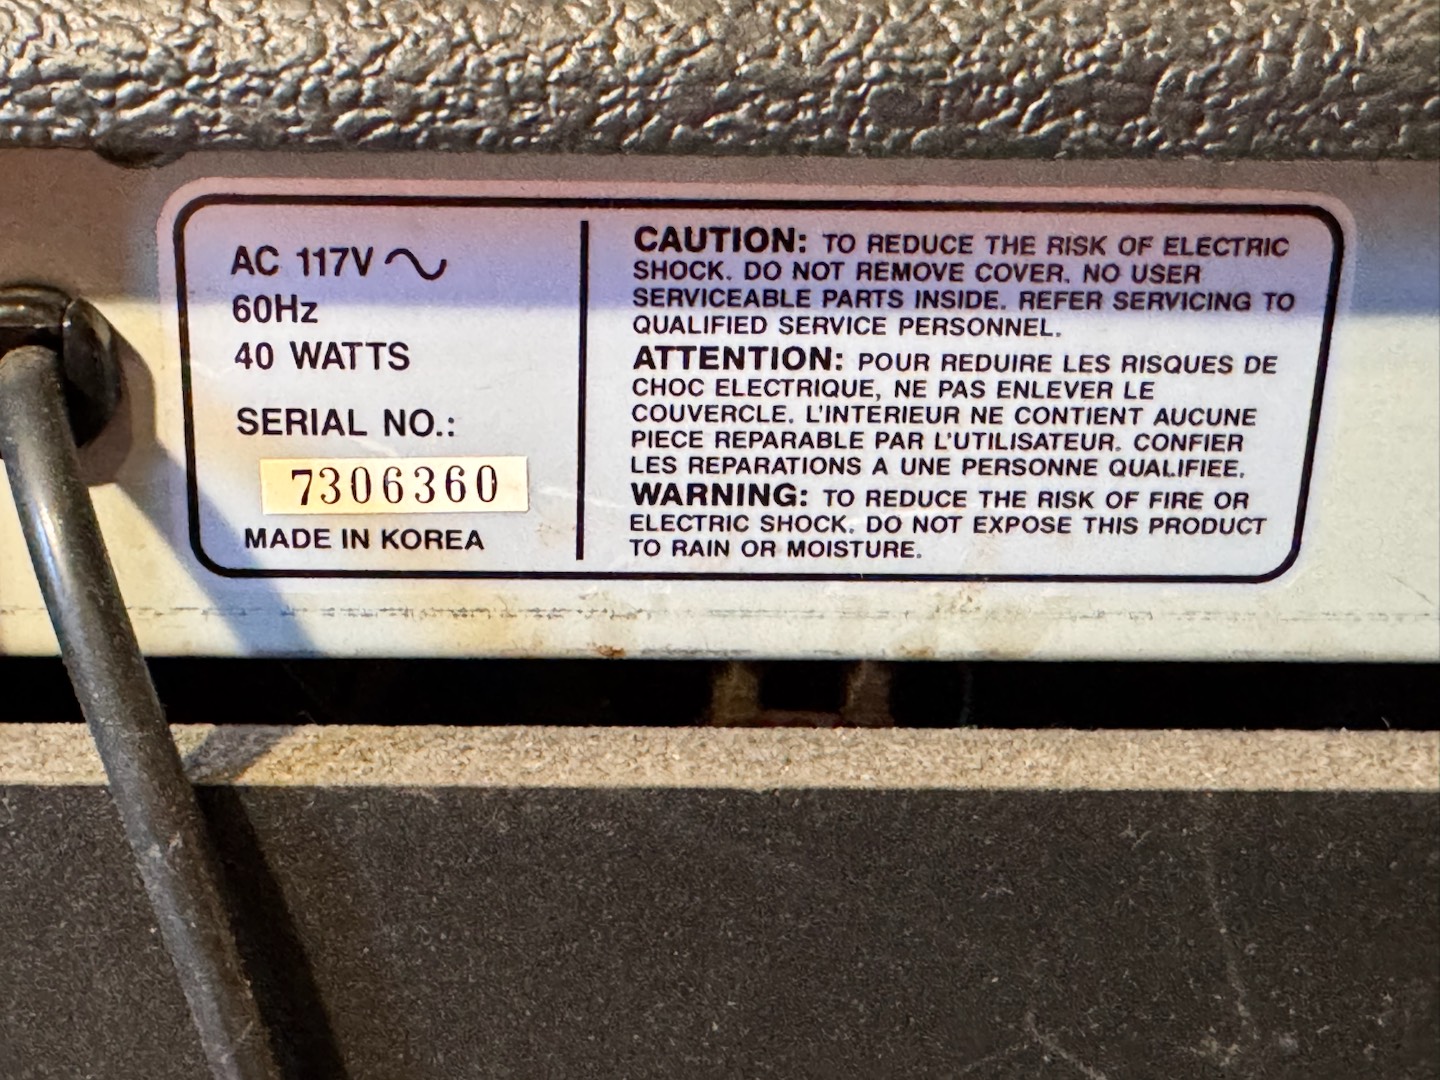 AC 117V
60Hz
40 WATTS
SERIAL NO.:
7306360
MADE IN KOREA
CAUTION: TO REDUCE THE RISK OF ELECTRIC
SHOCK. DO NOT REMOVE COVER. NO USER
SERVICEABLE PARTS INSIDE. REFER SERVICING TO
QUALIFIED SERVICE PERSONNEL.
ATTENTION: POUR REDUIRE LES RISQUES DE
CHOC ELECTRIQUE, NE PAS ENLEVER LE
COUVERCLE. L'INTERIEUR NE CONTIENT AUCUNE
PIECE REPARABLE PAR L'UTILISATEUR. CONFIER
LES REPARATIONS A UNE PERSONNE QUALIFIEE.
WARNING: TO REDUCE THE RISK OF FIRE OR
ELECTRIC SHOCK. DO NOT EXPOSE THIS PRODUCT
TO RAIN OR MOISTURE.